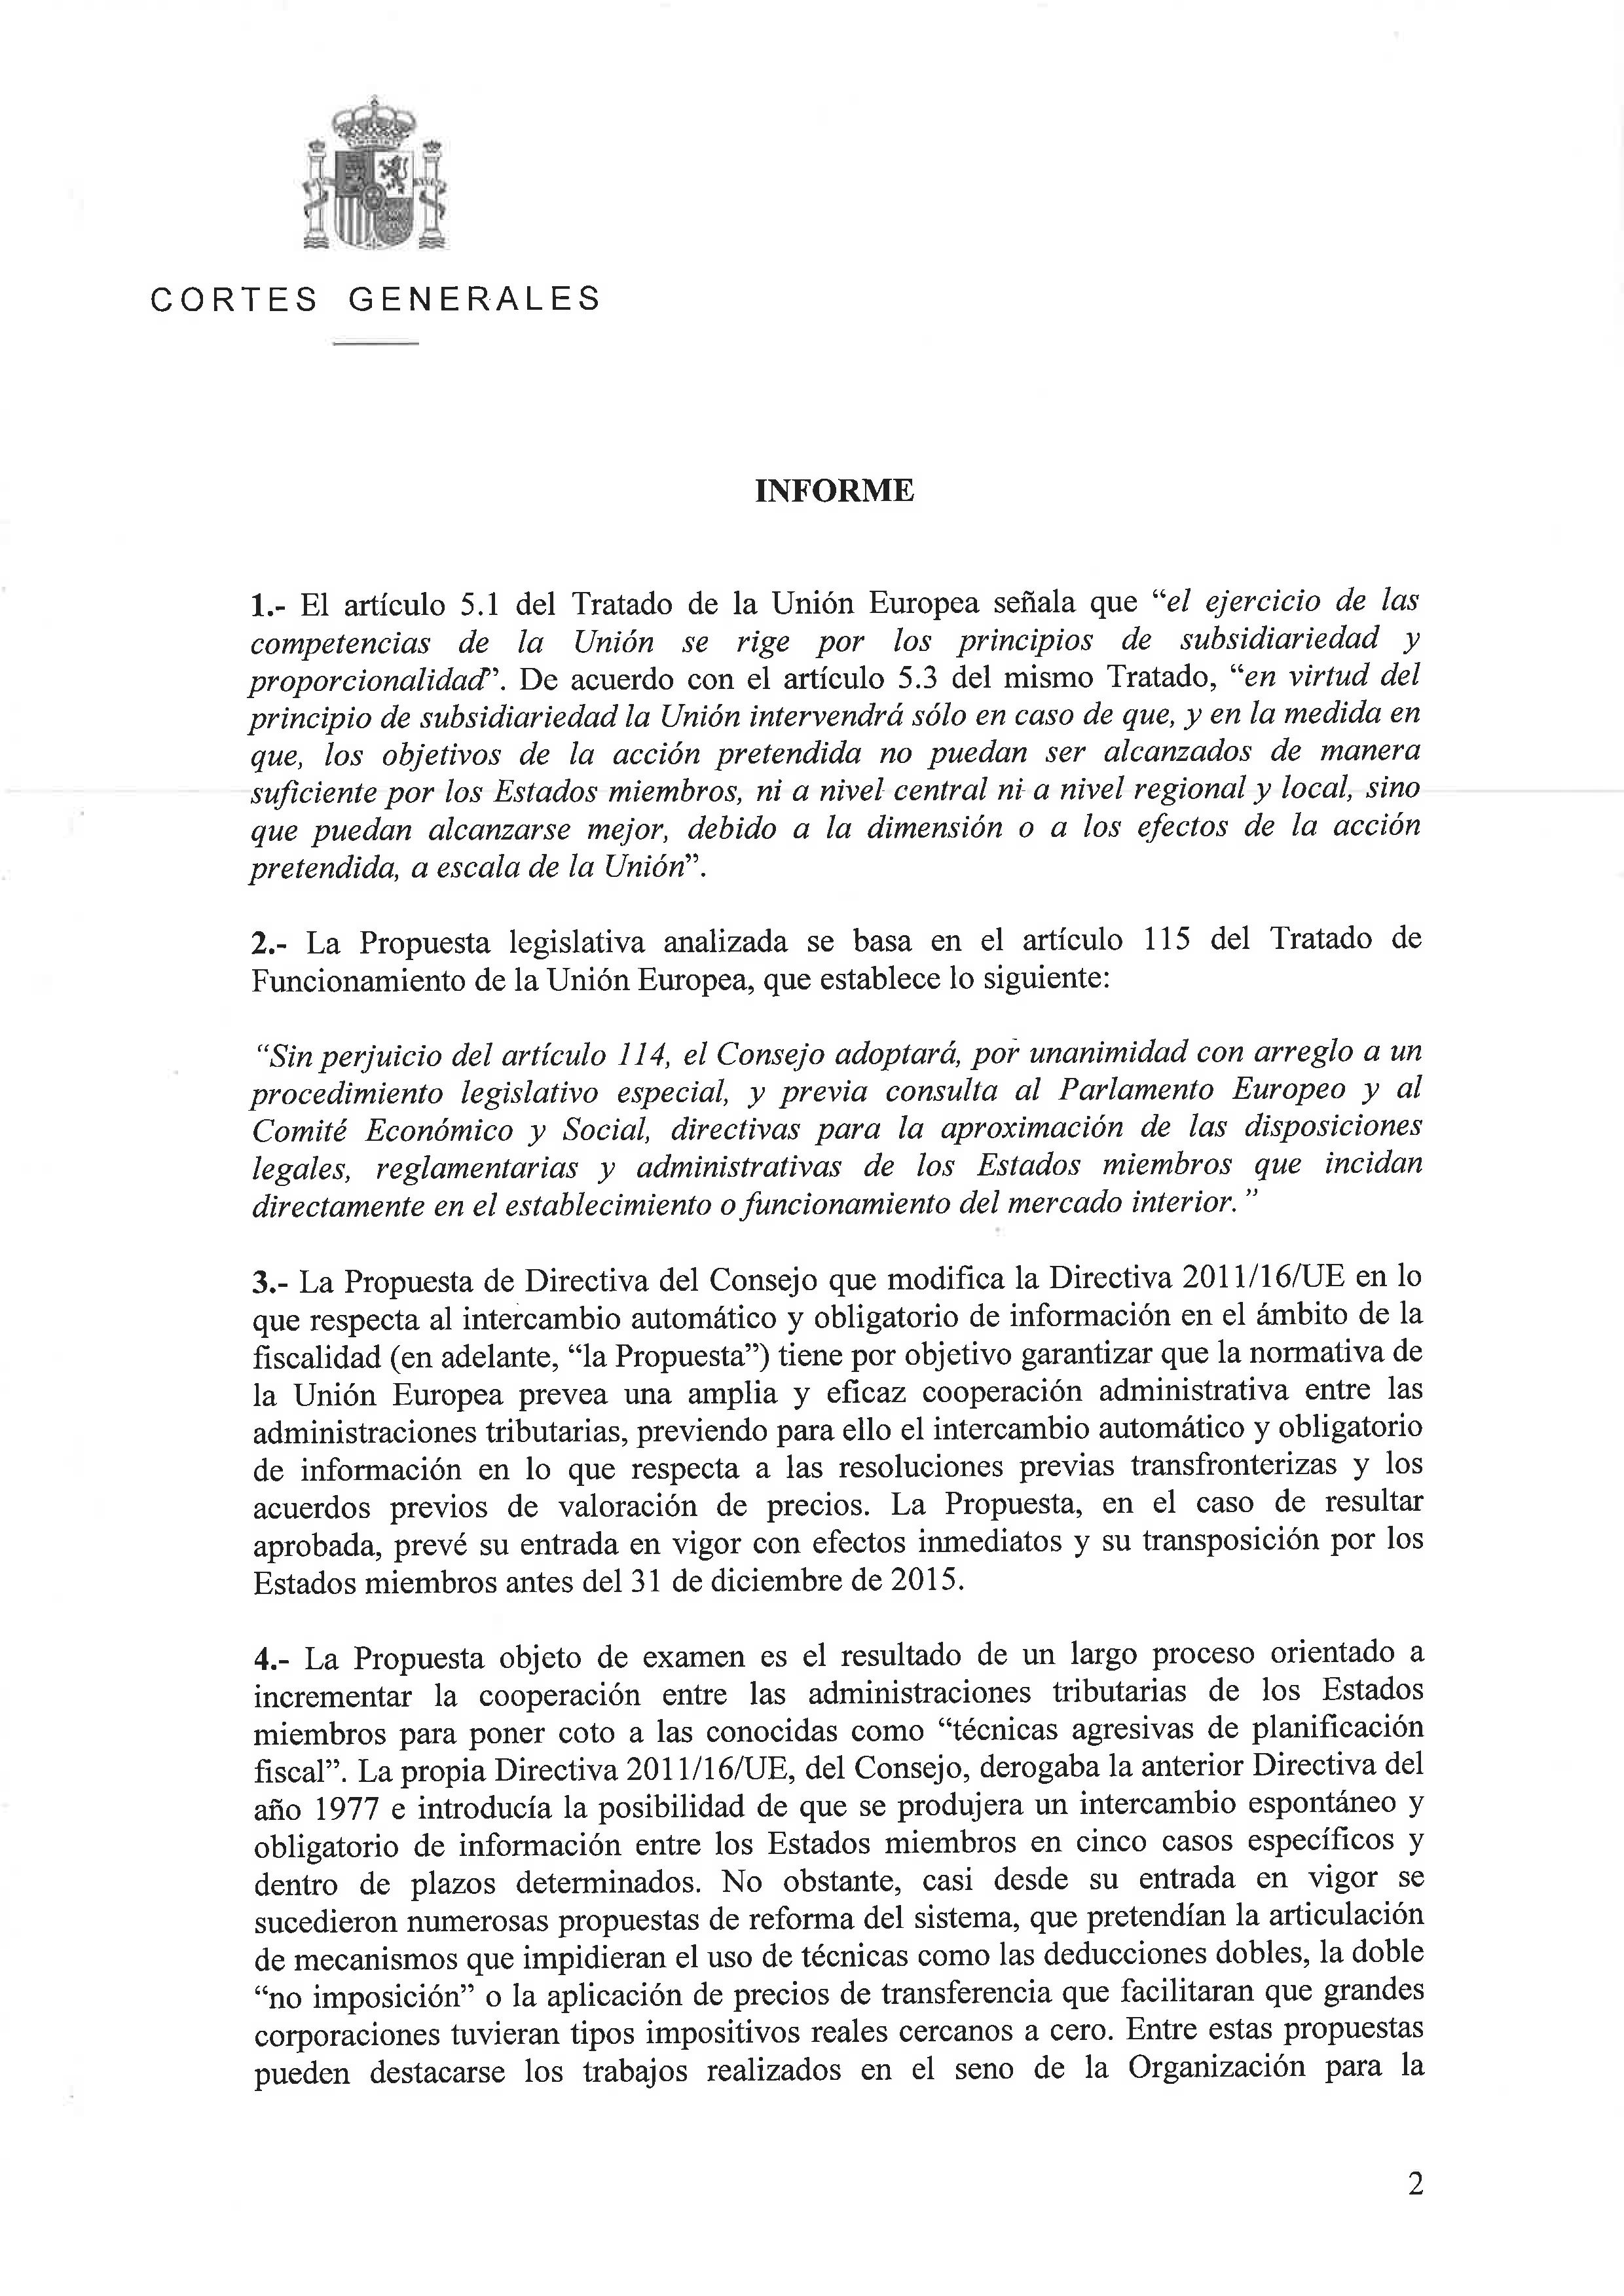 CORTES GENERALES
INFORME
1.- El artículo 5.1 del Tratado de la Unión Europea señala que “el ejercicio de las
competencias de la Unión se rige por los principios de subsidiariedad y
proporcionalidad”. De acuerdo con el artículo 5.3 del mismo Tratado, “en virtud del
principio de subsidiariedad la Unión intervendrá sólo en caso de que, y en la medida en
que, los objetivos de la acción pretendida no puedan ser alcanzados de manera
suficiente por los Estados miembros, ni a nivel central ni a nivel regional y local, sino
que puedan alcanzarse mejor, debido a la dimensión o a los efectos de la acción
pretendida, a escala de la Unión”.
2.- La Propuesta legislativa analizada se basa en el artículo 115 del Tratado de
Funcionamiento de la Unión Europea, que establece lo siguiente:
“Sin perjuicio del artículo 114, el Consejo adoptará, por unanimidad con arreglo a un
procedimiento legislativo especial, y previa consulta al Parlamento Europeo y al
Comité Económico y Social, directivas para la aproximación de las disposiciones
legales, reglamentarias y administrativas de los Estados miembros que incidan
directamente en el establecimiento o funcionamiento del mercado interior.”
3.- La Propuesta de Directiva del Consejo que modifica la Directiva 2011/16/UE en lo
que respecta al intercambio automático y obligatorio de información en el ámbito de la
fiscalidad (en adelante, “la Propuesta”) tiene por objetivo garantizar que la normativa de
la Unión Europea prevea una amplia y eficaz cooperación administrativa entre las
administraciones tributarias, previendo para ello el intercambio automático y obligatorio
de información en lo que respecta a las resoluciones previas transfronterizas y los
acuerdos previos de valoración de precios. La Propuesta, en el caso de resultar
aprobada, prevé su entrada en vigor con efectos inmediatos y su transposición por los
Estados miembros antes del 31 de diciembre de 2015.
4.- La Propuesta objeto de examen es el resultado de un largo proceso orientado a
incrementar la cooperación entre las administraciones tributarias de los Estados
miembros para poner coto a las conocidas como “técnicas agresivas de planificación
fiscal”. La propia Directiva 2011/16/UE, del Consejo, derogaba la anterior Directiva del
año 1977 e introducía la posibilidad de que se produjera un intercambio espontáneo y
obligatorio de información entre los Estados miembros en cinco casos específicos y
dentro de plazos determinados. No obstante, casi desde su entrada en vigor se
sucedieron numerosas propuestas de reforma del sistema, que pretendían la articulación
de mecanismos que impidieran el uso de técnicas como las deducciones dobles, la doble
“no imposición” o la aplicación de precios de transferencia que facilitaran que grandes
corporaciones tuvieran tipos impositivos reales cercanos a cero. Entre estas propuestas
pueden destacarse los trabajos realizados en el seno de la Organización para la
2